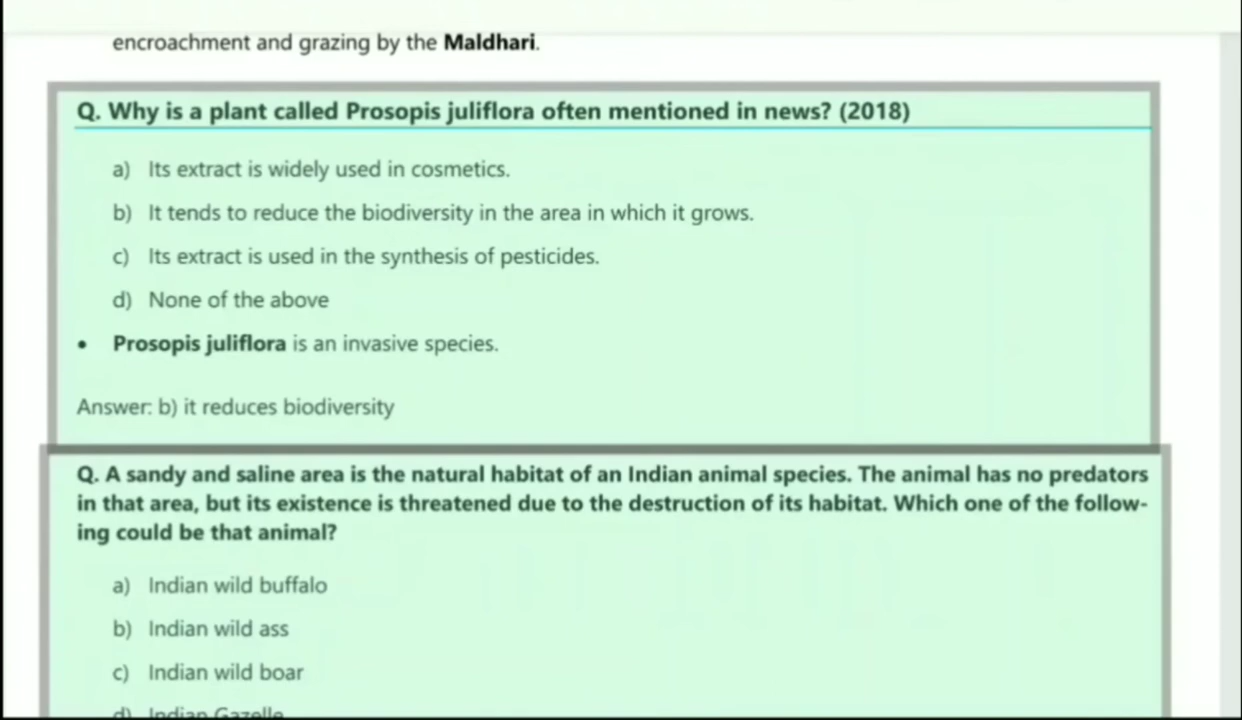 encroachment and grazing by the Maldhari.
Q. Why is a plant called Prosopis juliflora often mentioned in news? (2018)
a) Its extract is widely used in cosmetics.
b) It tends to reduce the biodiversity in the area in which it grows.
c) Its extract is used in the synthesis of pesticides.
d) None of the above
• Prosopis juliflora is an invasive species.
Answer: b) it reduces biodiversity
Q. A sandy and saline area is the natural habitat of an Indian animal species. The animal has no predators
in that area, but its existence is threatened due to the destruction of its habitat. Which one of the follow-
ing could be that animal?
a) Indian wild buffalo
b) Indian wild ass
c) Indian wild boar
d) Indian Gazelle